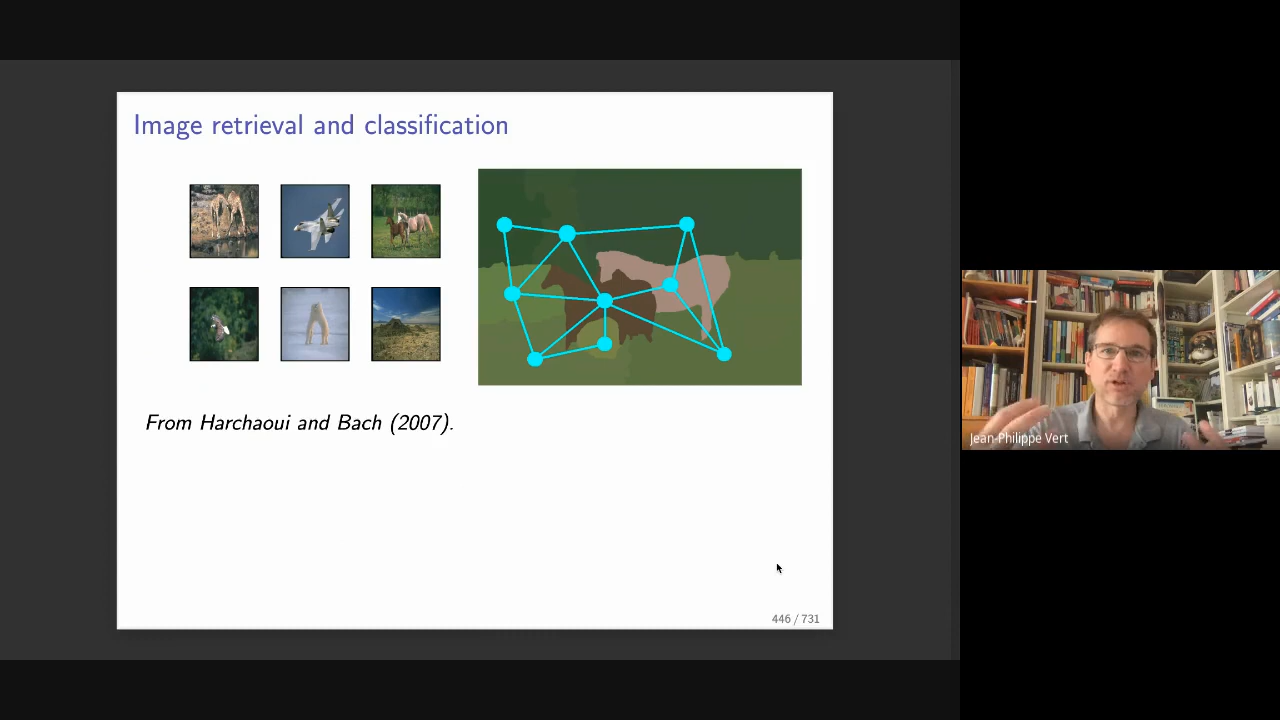 Image retrieval and classification
From Harchaoui and Bach (2007).
446 / 731
Jean-Philippe Vert